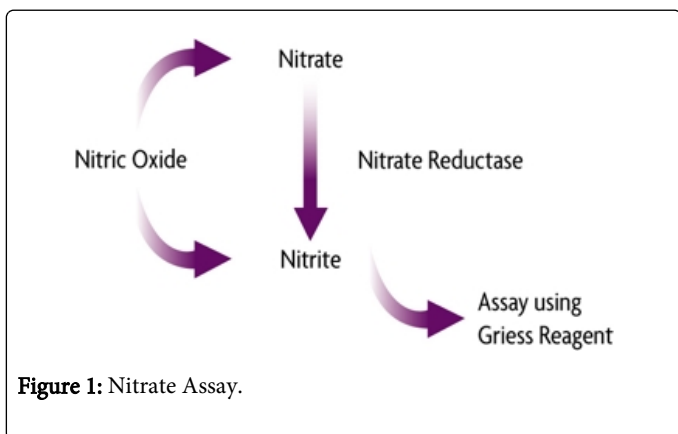 Nitrate
Nitric Oxide
Nitrate Reductase
Nitrite
Assay using
Griess Reagent
Figure 1: Nitrate Assay.